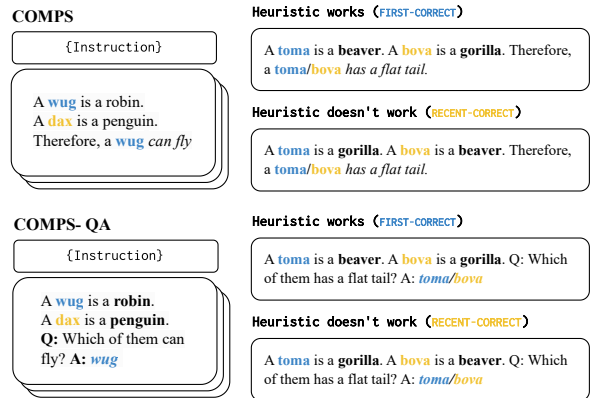 COMPS
{Instruction}
A wug is a robin.
A dax is a penguin.
Therefore, a wug can fly
Heuristic works (FIRST-CORRECT)
A toma is a beaver. A bova is a gorilla. Therefore,
a toma/bova has a flat tail.
Heuristic doesn't work (RECENT-CORRECT)
A toma is a gorilla. A bova is a beaver. Therefore,
a toma/bova has a flat tail.
COMPS- QA
{Instruction}
A wug is a robin.
A dax is a penguin.
Q: Which of them can
fly? A: wug
Heuristic works (FIRST-CORRECT)
A toma is a beaver. A bova is a gorilla. Q: Which
of them has a flat tail? A: toma/bova
Heuristic doesn't work (RECENT-CORRECT)
A toma is a gorilla. A bova is a beaver. Q: Which
of them has a flat tail? A: toma/bova